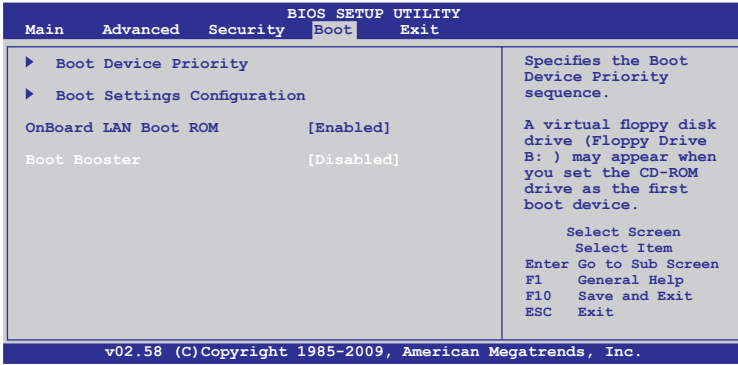 BIOS SETUP UTILITY
Main Advanced Security Boot Exit
Boot Device Priority
Boot Settings Configuration
OnBoard LAN Boot ROM [Enabled]
Boot Booster [Disabled]
Specifies the Boot
Device Priority
sequence.
A virtual floppy disk
drive (Floppy Drive
B: ) may appear when
you set the CD-ROM
drive as the first
boot device.
Select Screen
Select Item
Enter Go to Sub Screen
F1 General Help
F10 Save and Exit
ESC Exit
v02.58 (C)Copyright 1985-2009, American Megatrends, Inc.